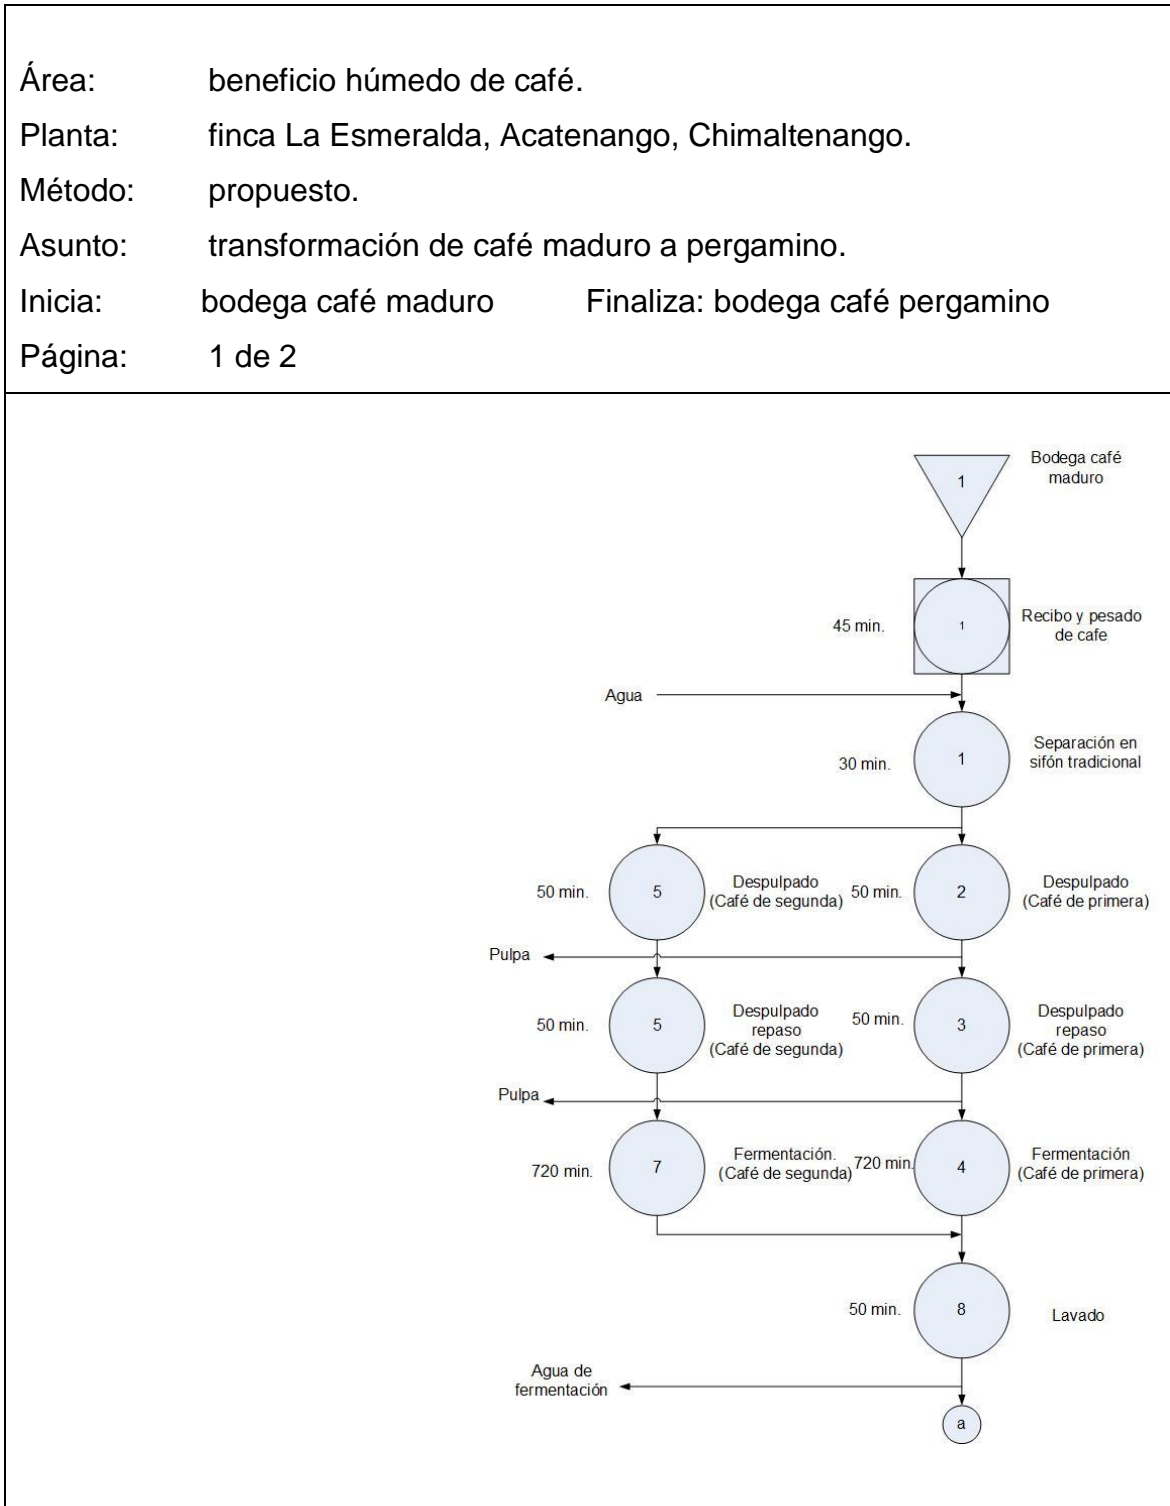 Área: beneficio húmedo de café.
Planta: finca La Esmeralda, Acatenango, Chimaltenango.
Método: propuesto.
Asunto: transformación de café maduro a pergamino.
Inicia: bodega café maduro Finaliza: bodega café pergamino
Página: 1 de 2
Bodega café
maduro
1
45 min.
1
Recibo y pesado
de cafe
Agua
30 min.
1
Separación en
sifón tradicional
50 min.
5
Despulpado
(Café de segunda)
50 min.
2
Despulpado
(Café de primera)
Pulpa
50 min.
5
Despulpado
repaso
(Café de segunda)
50 min.
3
Despulpado
repaso
(Café de primera)
Pulpa
720 min.
7
Fermentación.
(Café de segunda)
720 min.
4
Fermentación
(Café de primera)
50 min.
8
Lavado
Agua de
fermentación
a